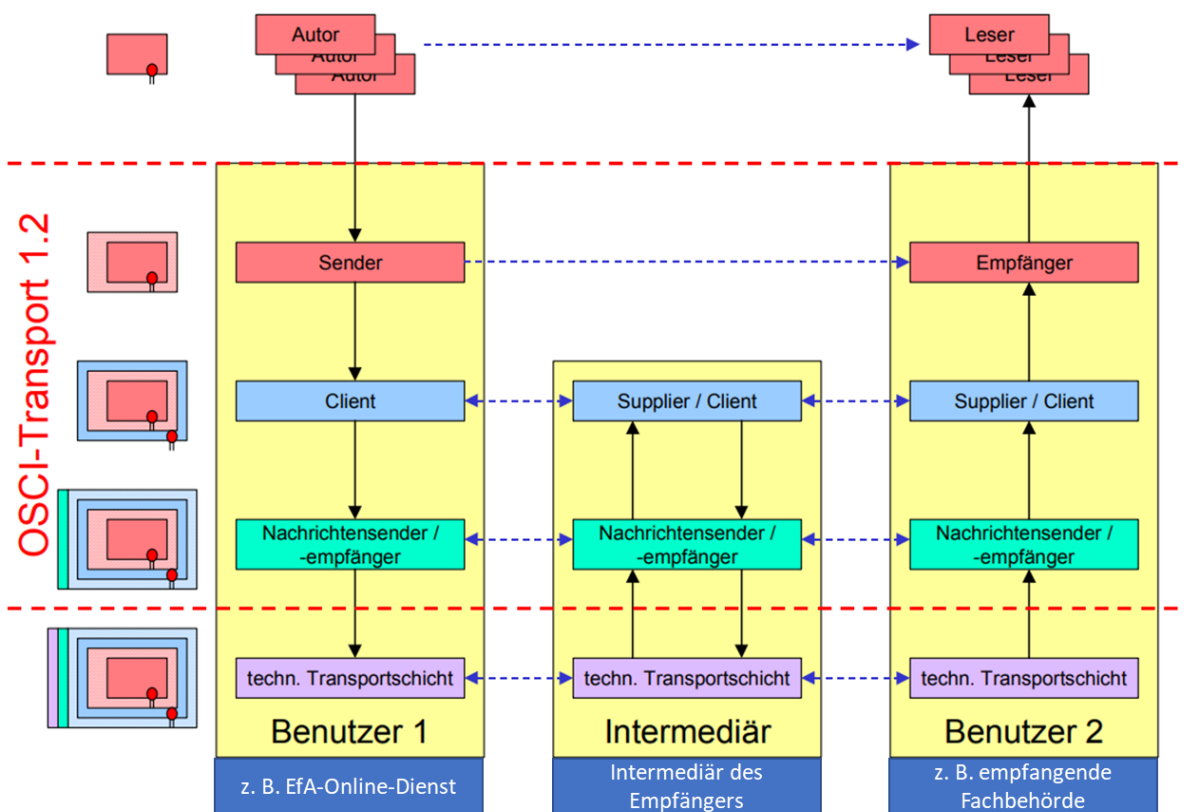 Autor
Autor
Autor
Leser
Leser
Leser
OSCI-Transport 1.2
Sender
Empfänger
Client
Supplier / Client
Supplier / Client
Nachrichtensender /
-empfänger
Nachrichtensender /
-empfänger
Nachrichtensender /
-empfänger
techn. Transportschicht
techn. Transportschicht
techn. Transportschicht
Benutzer 1
Intermediär
Benutzer 2
z. B. EfA-Online-Dienst
Intermediär des
Empfängers
z. B. empfangende
Fachbehörde